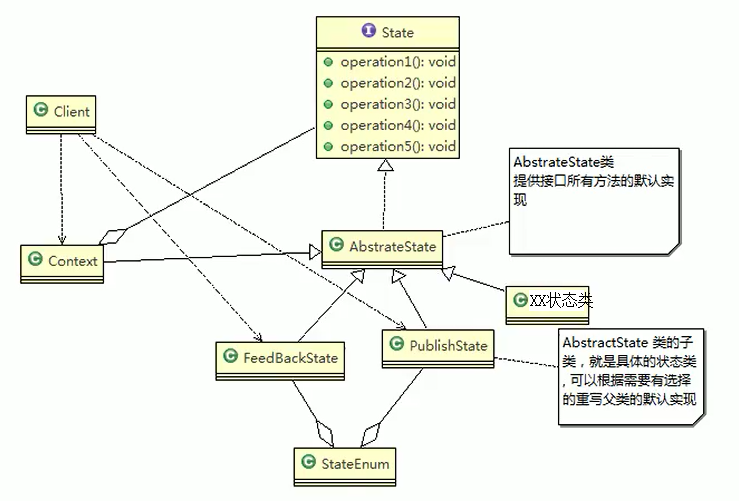 State
operation1(): void
operation2(): void
operation3(): void
operation4(): void
operation5(): void
Client
AbstrateState类
提供接口所有方法的默认实
现
AbstrateState
Context
XX状态类
FeedBackState
PublishState
AbstractState 类的子
类，就是具体的状态类
, 可以根据需要有选择
的重写父类的默认实现
StateEnum